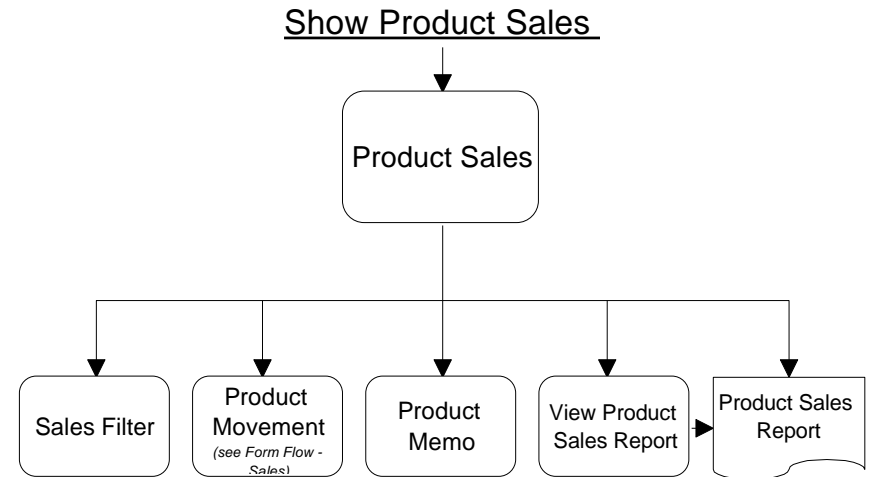 Show Product Sales
Product Sales
Sales Filter
Product
Movement
(see Form Flow -
Sales)
Product
Memo
View Product
Sales Report
Product Sales
Report